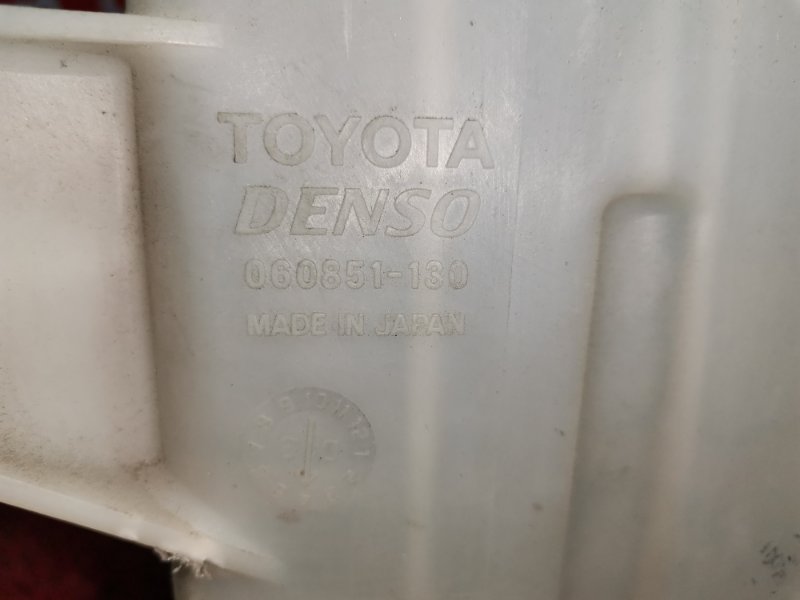 TOYOTA
DENSO
060851-130
MADE IN JAPAN